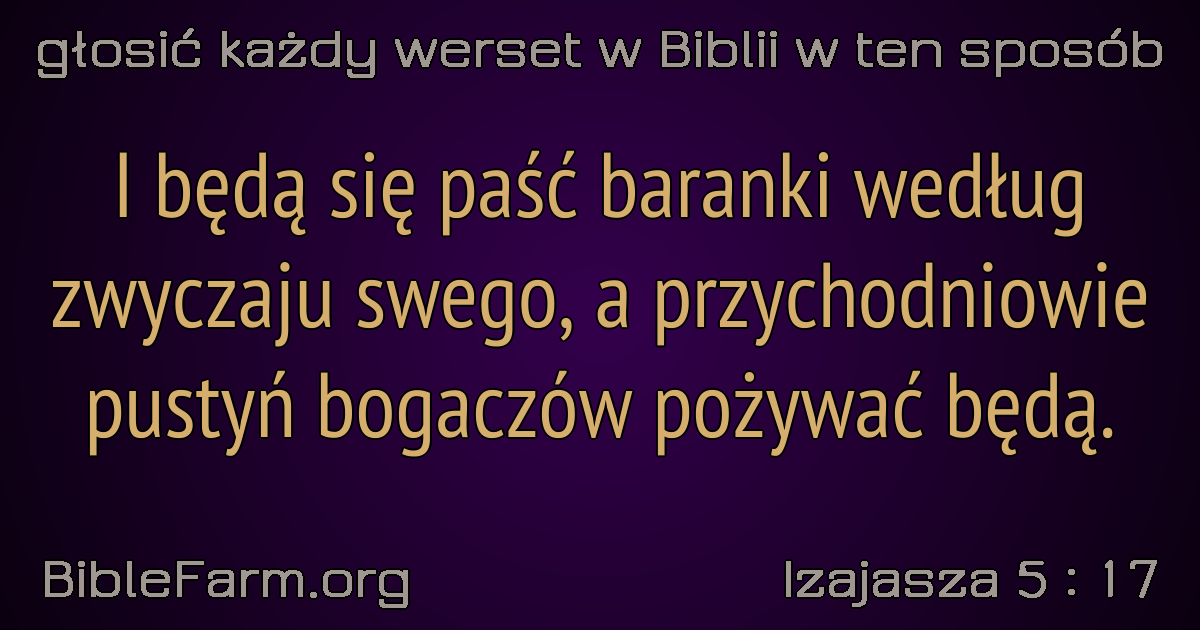 głosić każdy werset w Biblii w ten sposób
I będą się paść baranki według
zwyczaju swego, a przychodniowie
pustyń bogaczów pożywać będą.
BibleFarm.org
Izajasza 5 : 17